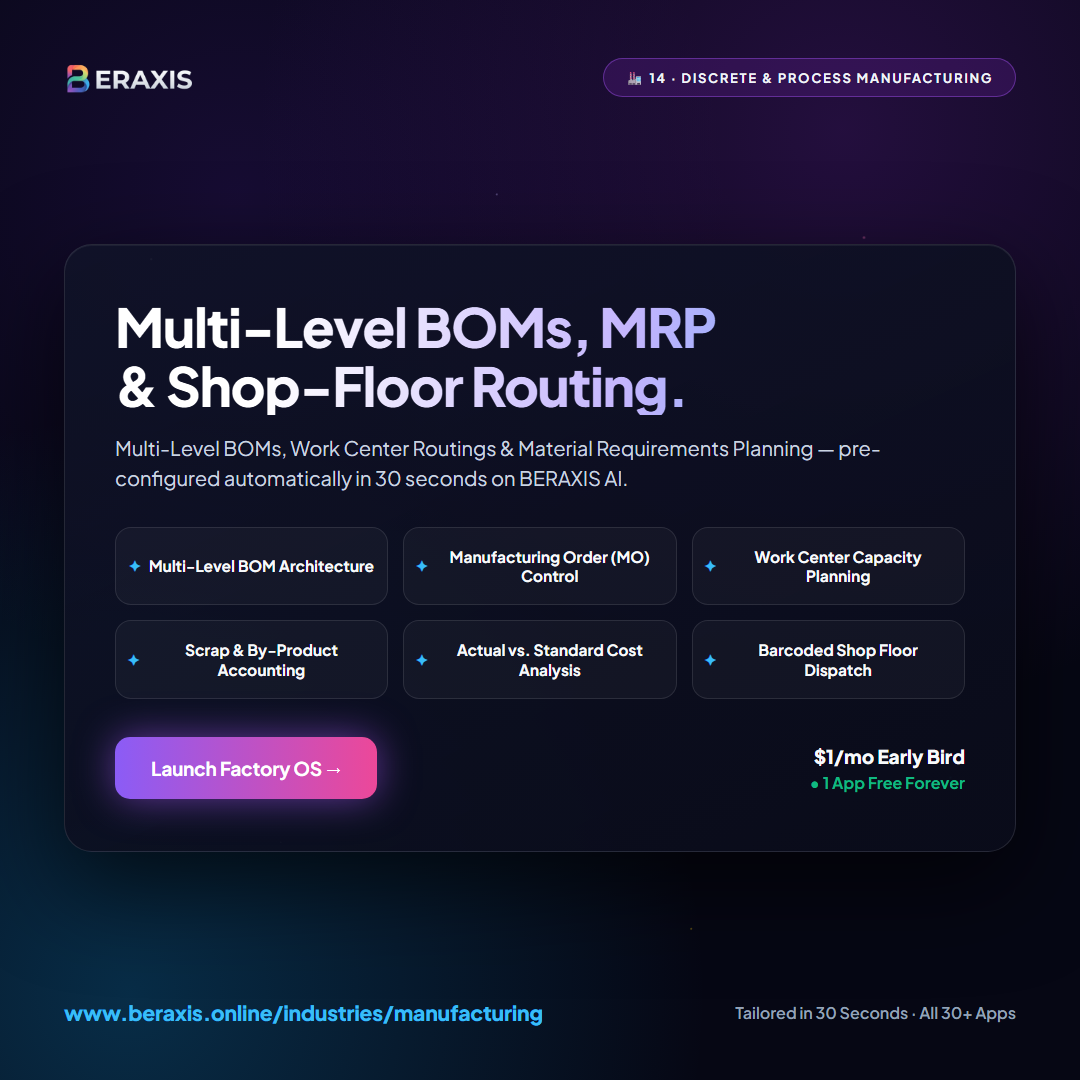 BERAXIS
14 · DISCRETE & PROCESS MANUFACTURING
Multi-Level BOMs, MRP
& Shop-Floor Routing.
Multi-Level BOMs, Work Center Routings & Material Requirements Planning — pre-
configured automatically in 30 seconds on BERAXIS AI.
✦ Multi-Level BOM Architecture
✦ Manufacturing Order (MO)
Control
✦ Work Center Capacity
Planning
✦ Scrap & By-Product
Accounting
✦ Actual vs. Standard Cost
Analysis
✦ Barcoded Shop Floor
Dispatch
Launch Factory OS →
$1/mo Early Bird
● 1 App Free Forever
www.beraxis.online/industries/manufacturing
Tailored in 30 Seconds · All 30+ Apps